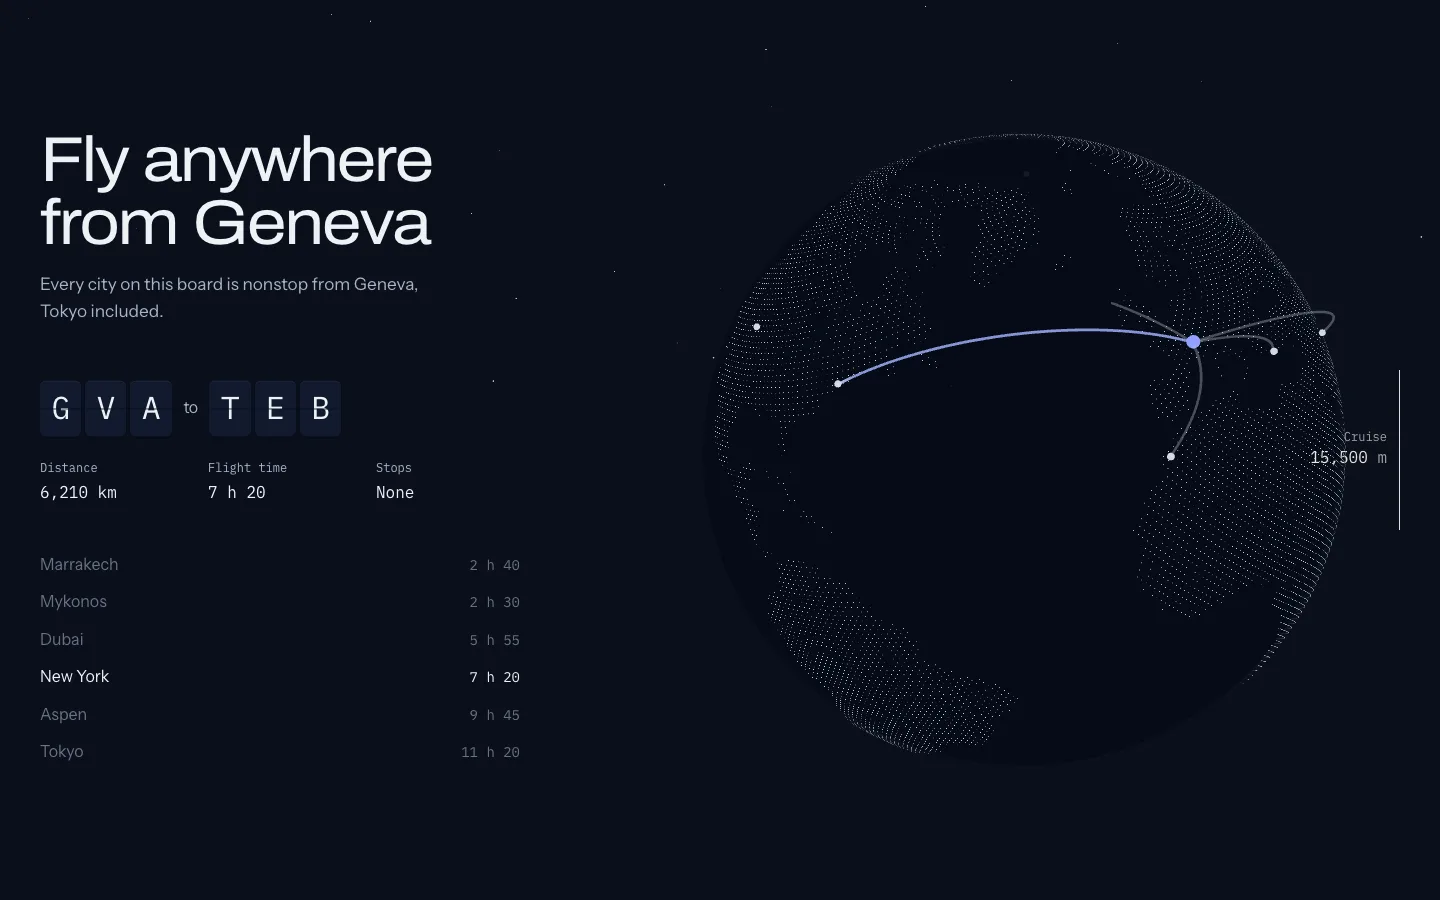 Fly anywhere
from Geneva
Every city on this board is nonstop from Geneva,
Tokyo included.
G V A to T E B
Distance Flight time Stops
6,210 km 7 h 20 None
Cruise
15,500 m
Marrakech 2 h 40
Mykonos 2 h 30
Dubai 5 h 55
New York 7 h 20
Aspen 9 h 45
Tokyo 11 h 20